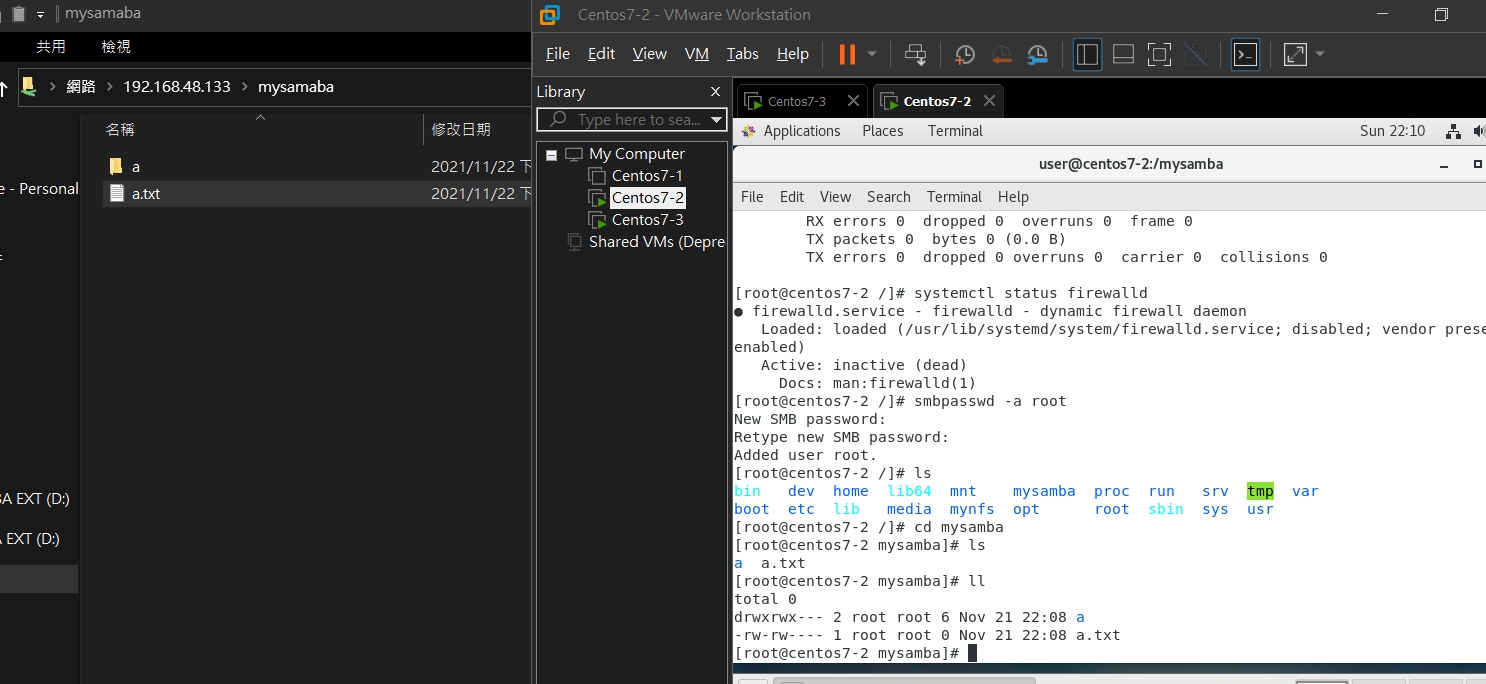 mysamaba
共用 檢視
網路 192.168.48.133 mysamaba
名稱 修改日期
a 2021/11/22 下
a.txt 2021/11/22 下
e - Personal
BA EXT (D:)
A EXT (D:)
Centos7-2 - VMware Workstation
File Edit View VM Tabs Help
Library
Type here to sea...
My Computer
Centos7-1
Centos7-2
Centos7-3
Shared VMs (Depre
Centos7-3 Centos7-2
Applications Places Terminal Sun 22:10
user@centos7-2:/mysamba
File Edit View Search Terminal Help
RX errors 0 dropped 0 overruns 0 frame 0
TX packets 0 bytes 0 (0.0 B)
TX errors 0 dropped 0 overruns 0 carrier 0 collisions 0
[root@centos7-2 /]# systemctl status firewalld
● firewalld.service - firewalld - dynamic firewall daemon
Loaded: loaded (/usr/lib/systemd/system/firewalld.service; disabled; vendor prese
enabled)
Active: inactive (dead)
Docs: man:firewalld(1)
[root@centos7-2 /]# smbpasswd -a root
New SMB password:
Retype new SMB password:
Added user root.
[root@centos7-2 /]# ls
bin dev home lib64 mnt mysamba proc run srv tmp var
boot etc lib media mynfs opt root sbin sys usr
[root@centos7-2 /]# cd mysamba
[root@centos7-2 mysamba]# ls
a a.txt
[root@centos7-2 mysamba]# ll
total 0
drwxrwx--- 2 root root 6 Nov 21 22:08 a
-rw-rw---- 1 root root 0 Nov 21 22:08 a.txt
[root@centos7-2 mysamba]#